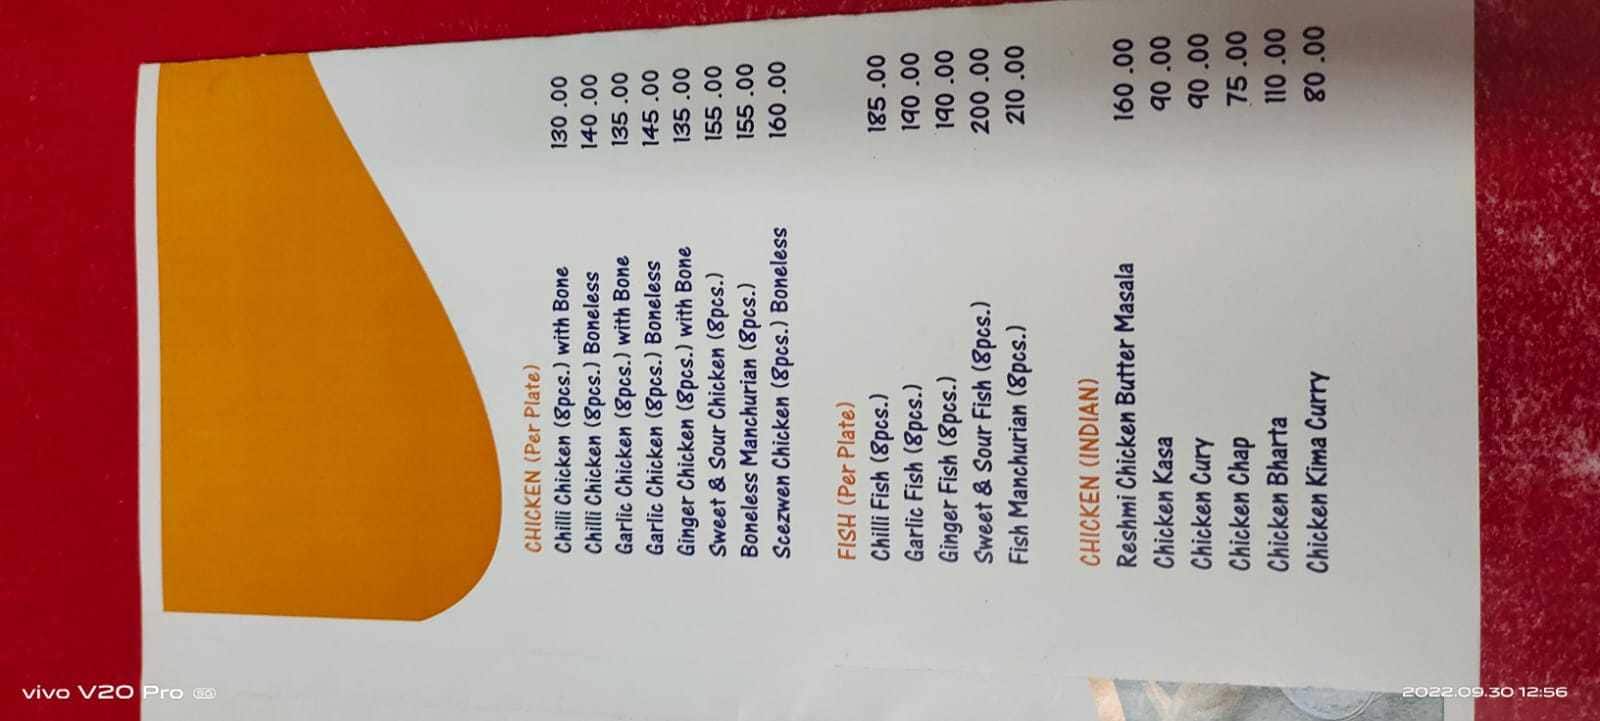 CHICKEN (Per Plate)
Chilli Chicken (8pcs.) with Bone 130.00
Chilli Chicken (8pcs.) Boneless 140.00
Garlic Chicken (8pcs.) with Bone 135.00
Garlic Chicken (8pcs.) Boneless 145.00
Ginger Chicken (8pcs.) with Bone 135.00
Sweet & Sour Chicken (8pcs.) 155.00
Boneless Manchurian (8pcs.) 155.00
Scezwen Chicken (8pcs.) Boneless 160.00
FISH (Per Plate)
Chilli Fish (8pcs.) 185.00
Garlic Fish (8pcs.) 190.00
Ginger Fish (8pcs.) 190.00
Sweet & Sour Fish (8pcs.) 200.00
Fish Manchurian (8pcs.) 210.00
CHICKEN (INDIAN)
Reshmi Chicken Butter Masala 160.00
Chicken Kasa 90.00
Chicken Cury 90.00
Chicken Chap 75.00
Chicken Bharta 110.00
Chicken Kima Curry 80.00
vivo V20 Pro 5G
2022.09.30 12:56